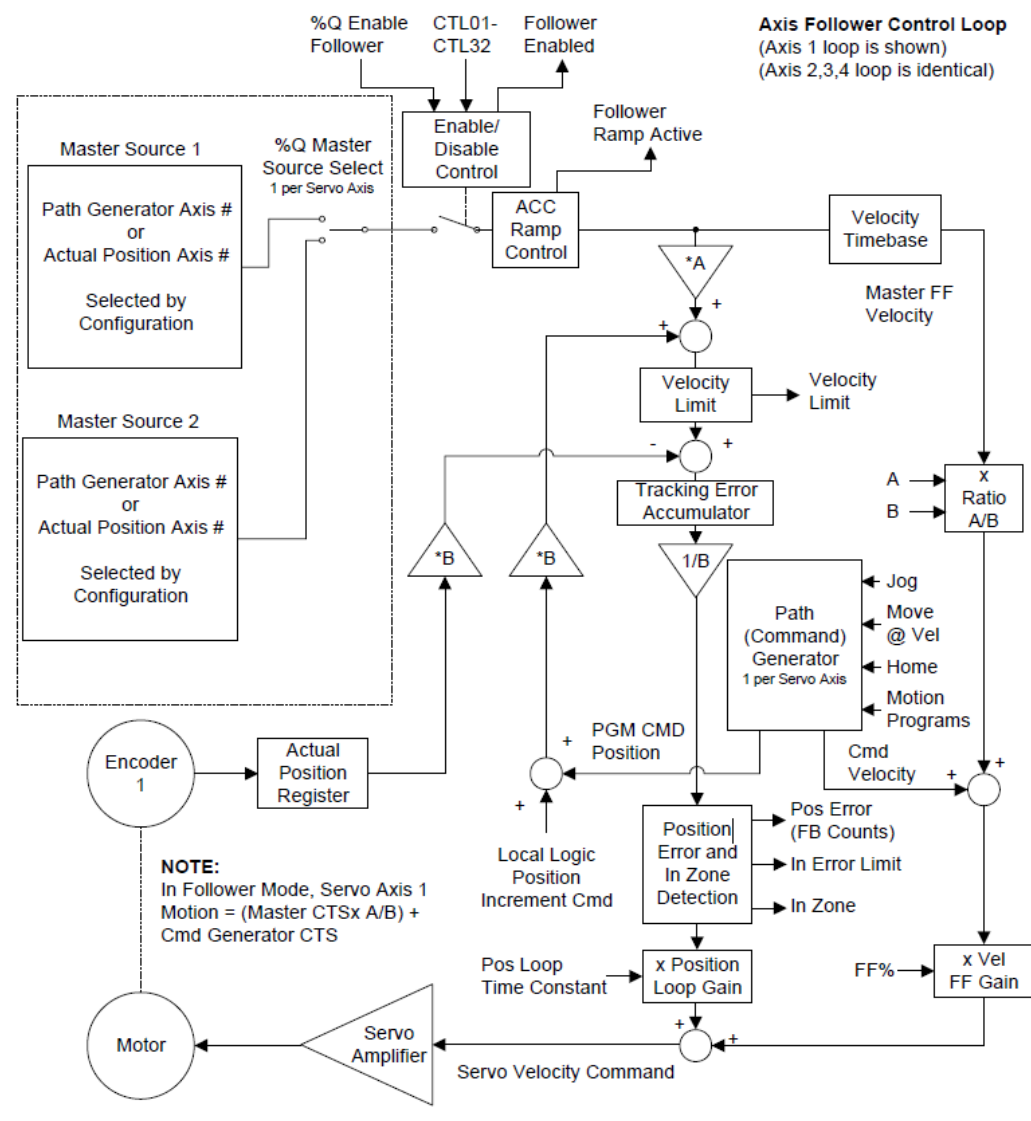 %Q Enable
Follower
CTL01-
CTL32
Follower
Enabled
Axis Follower Control Loop
(Axis 1 loop is shown)
(Axis 2,3,4 loop is identical)
Enable/
Disable
Control
Follower
Ramp Active
Master Source 1
%Q Master
Source Select
1 per Servo Axis
Path Generator Axis #
or
Actual Position Axis #
Selected by
Configuration
ACC
Ramp
Control
Velocity
Timebase
*A
Master FF
Velocity
+
+
Velocity
Limit
Velocity
Limit
Master Source 2
-
+
Path Generator Axis #
or
Actual Position Axis #
Selected by
Configuration
Tracking Error
Accumulator
A
B
x
Ratio
A/B
*B
*B
1/B
Path
(Command)
Generator
1 per Servo Axis
Jog
Move
@ Vel
Home
Motion
Programs
Encoder
1
Actual
Position
Register
+
PGM CMD
Position
+
Cmd
Velocity
+
+
Local Logic
Position
Increment Cmd
Position
Error and
In Zone
Detection
Pos Error
(FB Counts)
In Error Limit
In Zone
NOTE:
In Follower Mode, Servo Axis 1
Motion = (Master CTSx A/B) +
Cmd Generator CTS
Pos Loop
Time Constant
x Position
Loop Gain
FF%
x Vel
FF Gain
Motor
Servo
Amplifier
+
+
Servo Velocity Command